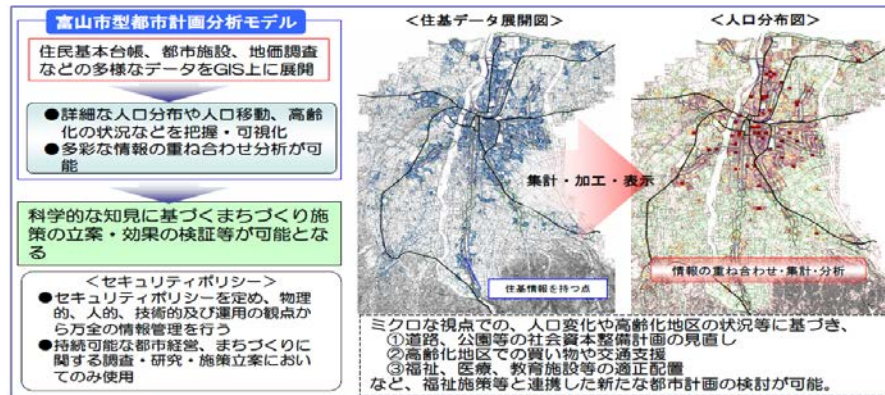 富山市型都市計画分析モデル
住民基本台帳、都市施設、地価調査
などの多様なデータをGIS上に展開
●詳細な人口分布や人口移動、高齢
化の状況などを把握・可視化
●多彩な情報の重ね合わせ分析が可
能
科学的な知見に基づくまちづくり施
策の立案・効果の検証等が可能とな
る
＜セキュリティポリシー＞
●セキュリティポリシーを定め、物理
的、人的、技術的及び運用の観点か
ら万全の情報管理を行う
●持続可能な都市経営、まちづくりに
関する調査・研究・施策立案におい
てのみ使用
＜住基データ展開図＞
住基情報を持つ点
集計・加工・表示
＜人口分布図＞
情報の重ね合わせ・集計・分析
ミクロな視点での、人口変化や高齢化地区の状況等に基づき、
①道路、公園等の社会資本整備計画の見直し
②高齢化地区での買い物や交通支援
③福祉、医療、教育施設等の適正配置
など、福祉施策等と連携した新たな都市計画の検討が可能。